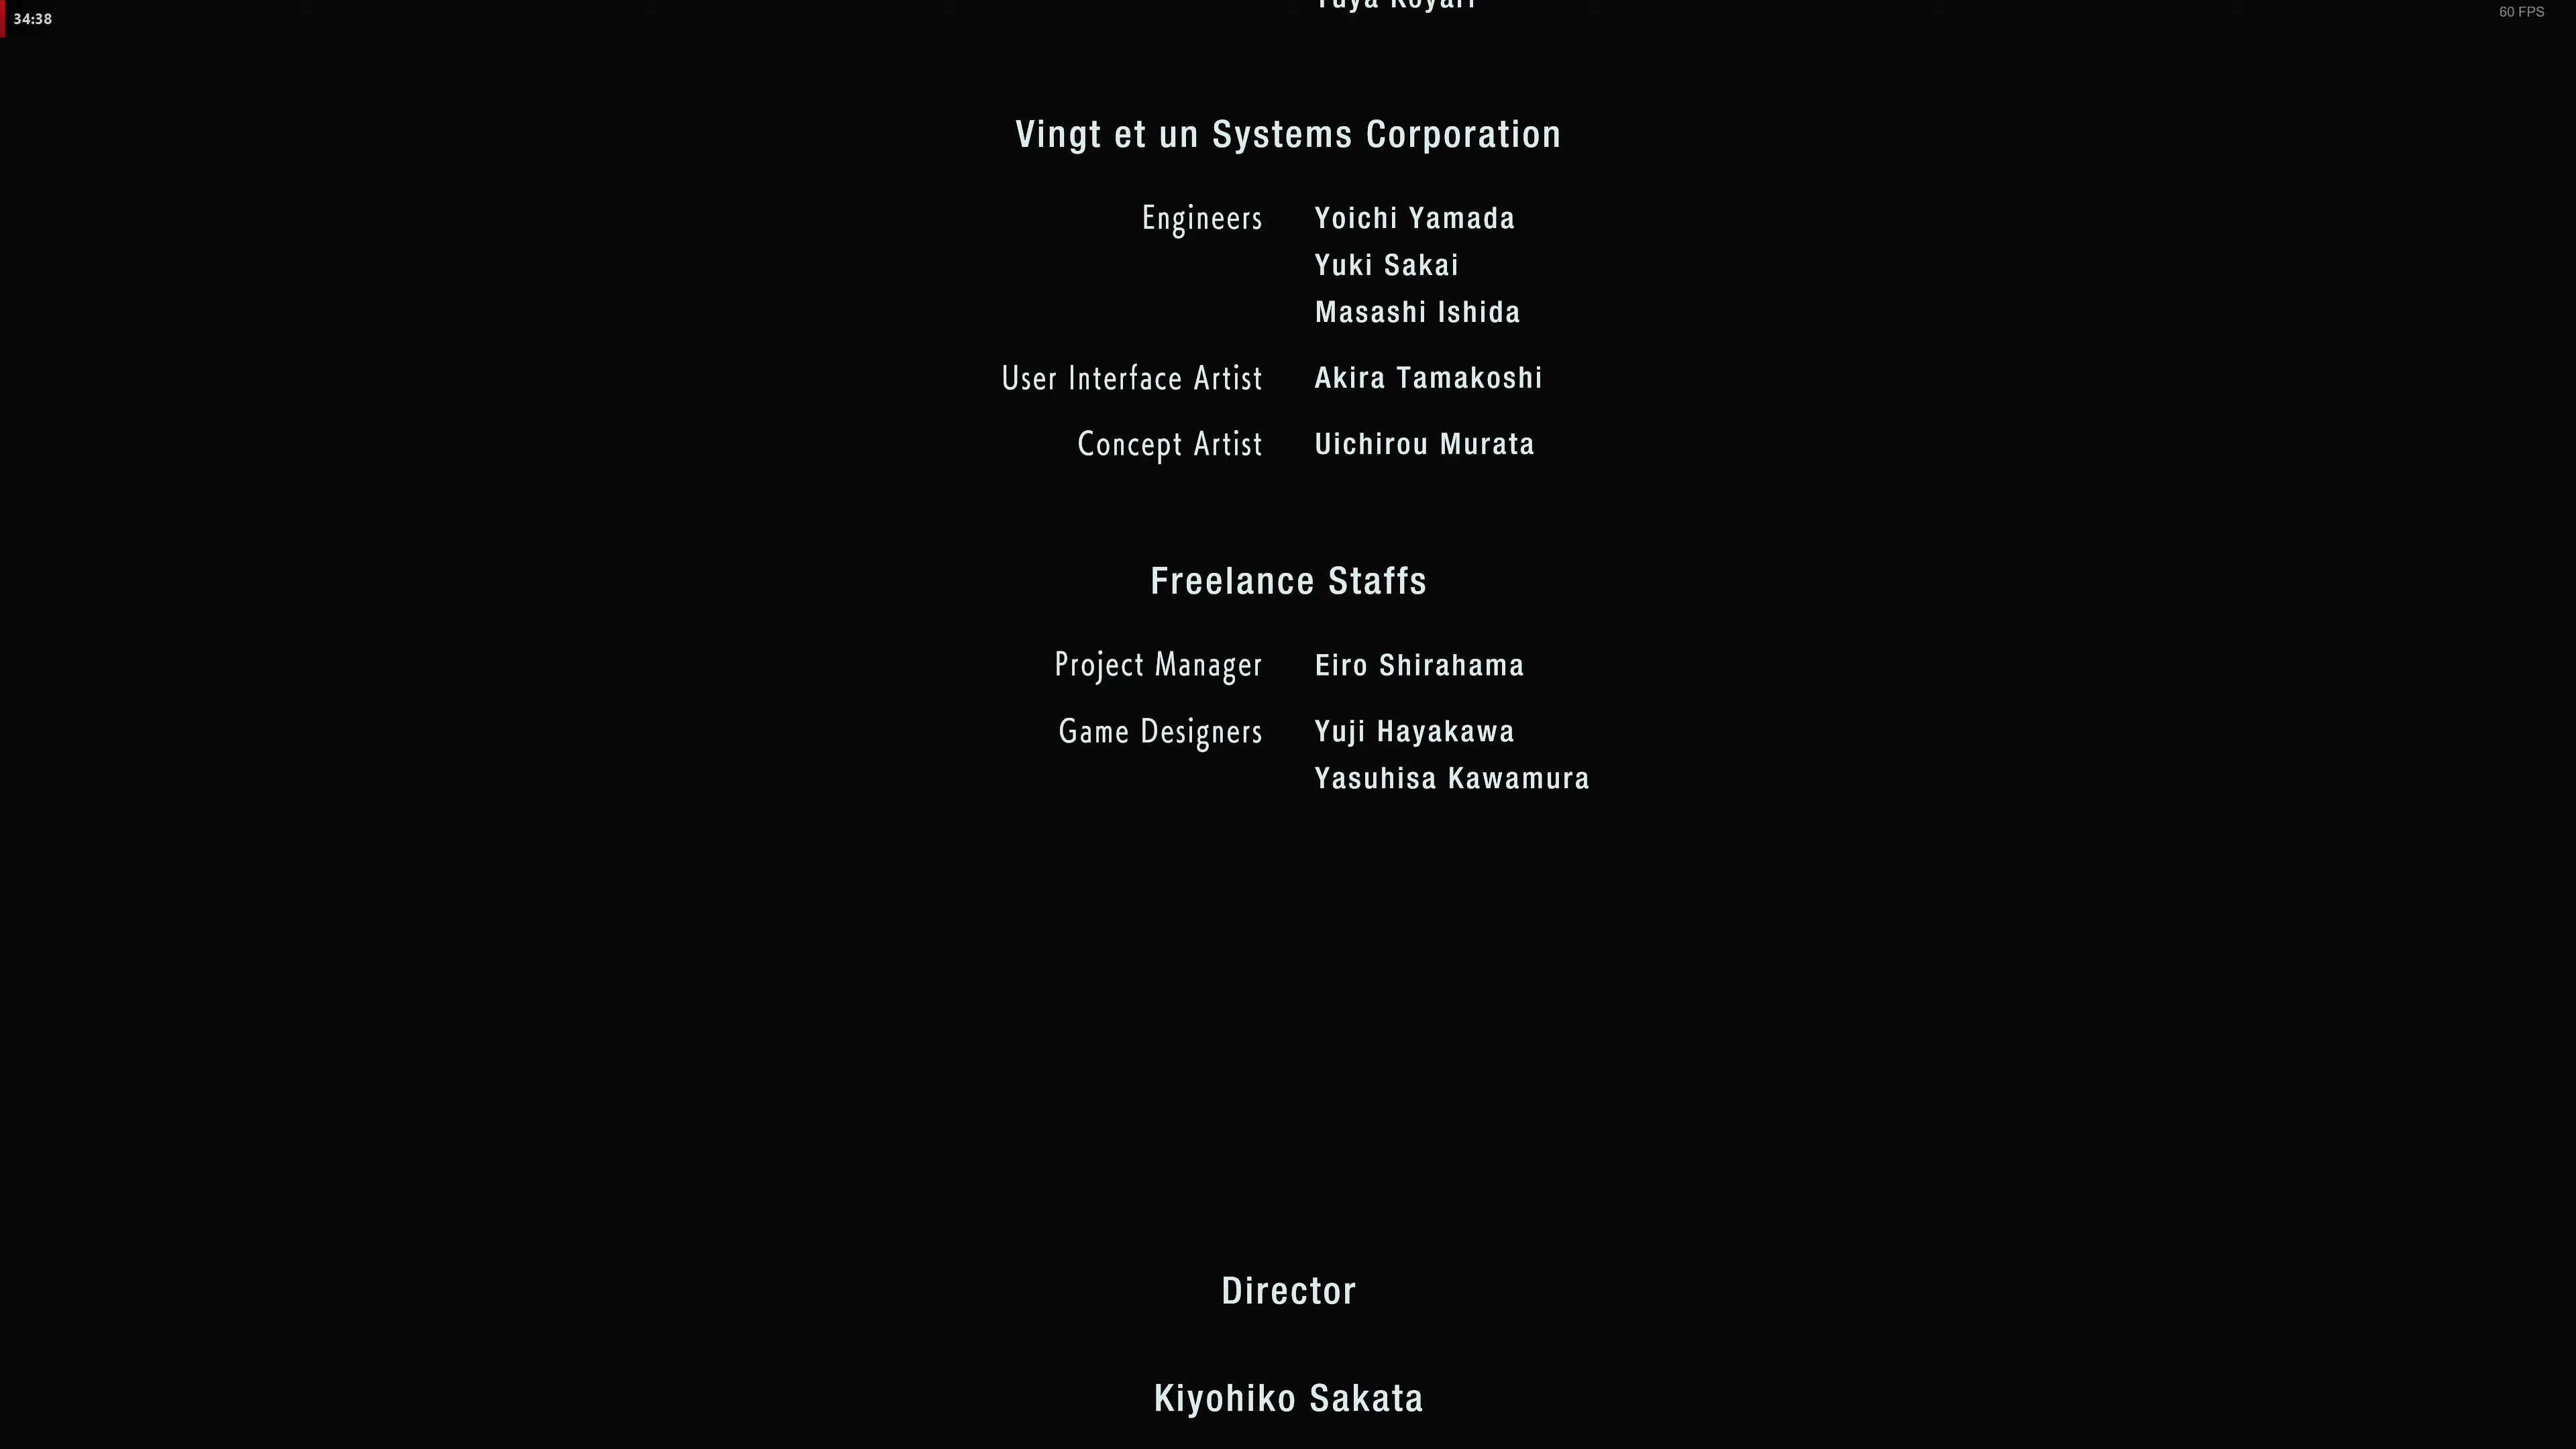 34:38
60 FPS
Yuya Koyari
Vingt et un Systems Corporation
Engineers Yoichi Yamada
Yuki Sakai
Masashi Ishida
User Interface Artist Akira Tamakoshi
Concept Artist Uichirou Murata
Freelance Staffs
Project Manager Eiro Shirahama
Game Designers Yuji Hayakawa
Yasuhisa Kawamura
Director
Kiyohiko Sakata